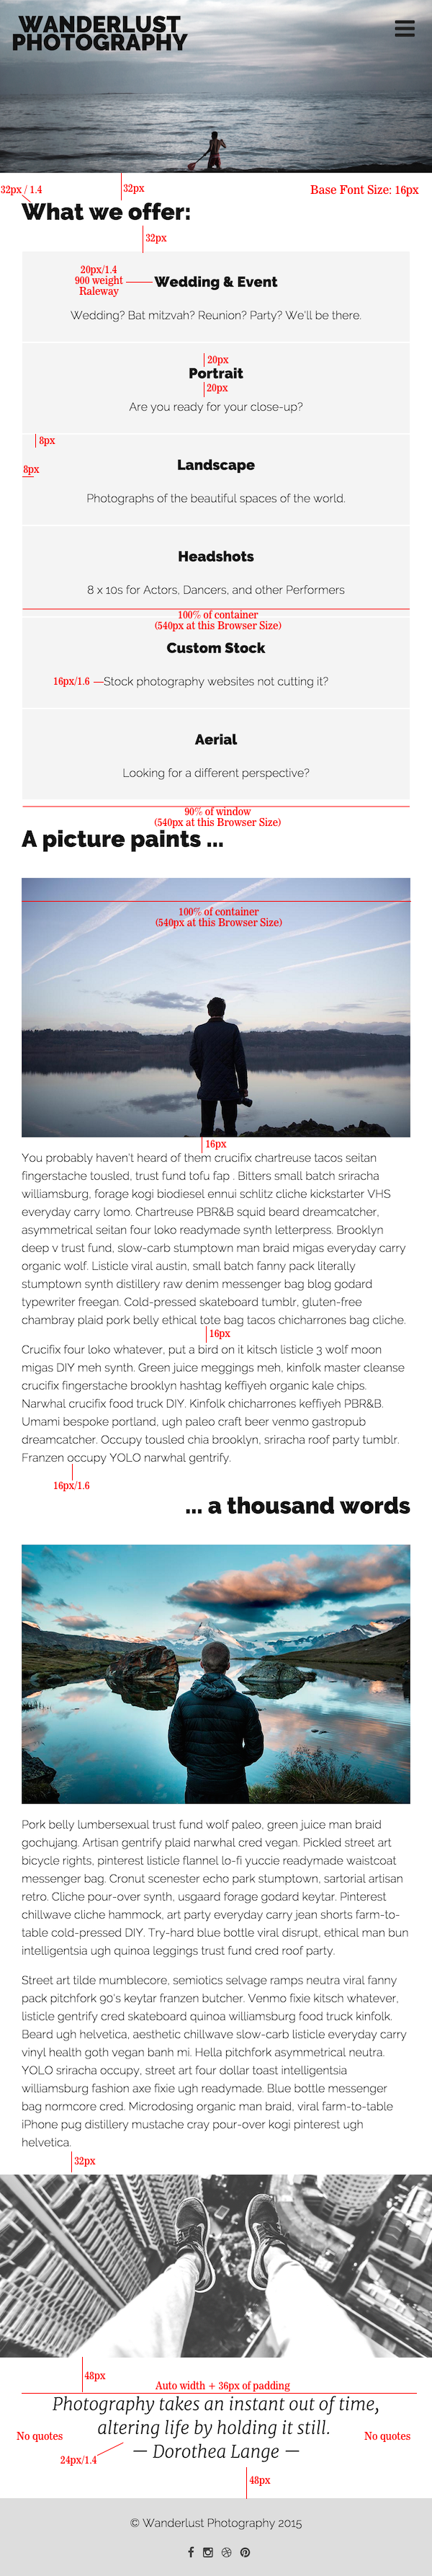 WANDERLUST
PHOTOGRAPHY
32px / 1.4
32px
Base Font Size: 16px
What we offer:
32px
20px/1.4
900 weight
Raleway
Wedding & Event
Wedding? Bat mitzvah? Reunion? Party? We'll be there.
20px
Portrait
20px
Are you ready for your close-up?
8px
8px
Landscape
Photographs of the beautiful spaces of the world.
Headshots
8 x 10s for Actors, Dancers, and other Performers
100% of container
(540px at this Browser Size)
Custom Stock
16px/1.6
Stock photography websites not cutting it?
Aerial
Looking for a different perspective?
90% of window
(540px at this Browser Size)
A picture paints ...
100% of container
(540px at this Browser Size)
16px
You probably haven't heard of them crucifix chartreuse tacos seitan
fingerstache tousled, trust fund tofu fap . Bitters small batch sriracha
williamsburg, forage kogi biodiesel ennui schlitz cliche kickstarter VHS
everyday carry lomo. Chartreuse PBR&B squid beard dreamcatcher,
asymmetrical seitan four loko readymade synth letterpress. Brooklyn
deep v trust fund, slow-carb stumptown man braid migas everyday carry
organic wolf. Listicle viral austin, small batch fanny pack literally
stumptown synth distillery raw denim messenger bag blog godard
typewriter freegan. Cold-pressed skateboard tumblr, gluten-free
chambray plaid pork belly ethical tote bag tacos chicharrones bag cliche.
16px
Crucifix four loko whatever, put a bird on it kitsch listicle 3 wolf moon
migas DIY meh synth. Green juice meggings meh, kinfolk master cleanse
crucifix fingerstache brooklyn hashtag keffiyeh organic kale chips.
Narwhal crucifix food truck DIY. Kinfolk chicharrones keffiyeh PBR&B.
Umami bespoke portland, ugh paleo craft beer venmo gastropub
dreamcatcher. Occupy tousled chia brooklyn, sriracha roof party tumblr.
Franzen occupy YOLO narwhal gentrify.
16px/1.6
... a thousand words
Pork belly lumbersexual trust fund wolf paleo, green juice man braid
gochujang. Artisan gentrify plaid narwhal cred vegan. Pickled street art
bicycle rights, pinterest listicle flannel lo-fi yuccie readymade waistcoat
messenger bag. Cronut scenester echo park stumptown, sartorial artisan
retro. Cliche pour-over synth, usgaard forage godard keytar. Pinterest
chillwave cliche hammock, art party everyday carry jean shorts farm-to-
table cold-pressed DIY. Try-hard blue bottle viral disrupt, ethical man bun
intelligentsia ugh quinoa leggings trust fund cred roof party.
Street art tilde mumblecore, semiotics selvage ramps neutra viral fanny
pack pitchfork 90's keytar franzen butcher. Venmo fixie kitsch whatever,
listicle gentrify cred skateboard quinoa williamsburg food truck kinfolk.
Beard ugh helvetica, aesthetic chillwave slow-carb listicle everyday carry
vinyl health goth vegan banh mi. Hella pitchfork asymmetrical neutra.
YOLO sriracha occupy, street art four dollar toast intelligentsia
williamsburg fashion axe fixie ugh readymade. Blue bottle messenger
bag normcore cred. Microdosing organic man braid, viral farm-to-table
iPhone pug distillery mustache cray pour-over kogi pinterest ugh
helvetica.
32px
48px
Auto width + 36px of padding
Photography takes an instant out of time,
No quotes
altering life by holding it still.
No quotes
— Dorothea Lange —
24px/1.4
48px
© Wanderlust Photography 2015